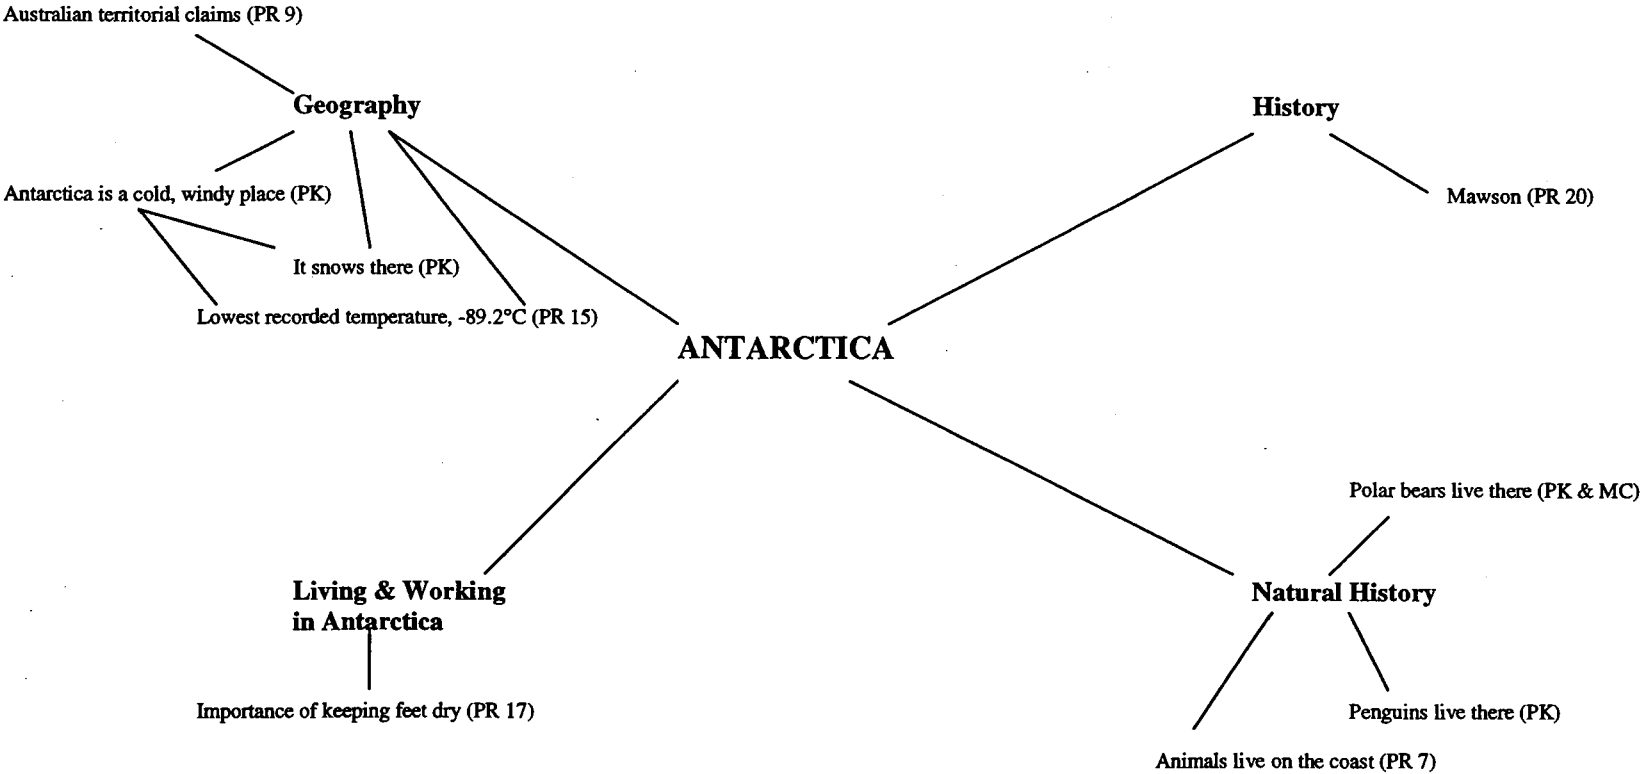 Australian territorial claims (PR 9)
Geography
History
Antarctica is a cold, windy place (PK)
Mawson (PR 20)
It snows there (PK)
Lowest recorded temperature, -89.2°C (PR 15)
ANTARCTICA
Polar bears live there (PK & MC)
Living & Working
in Antarctica
Natural History
Importance of keeping feet dry (PR 17)
Penguins live there (PK)
Animals live on the coast (PR 7)